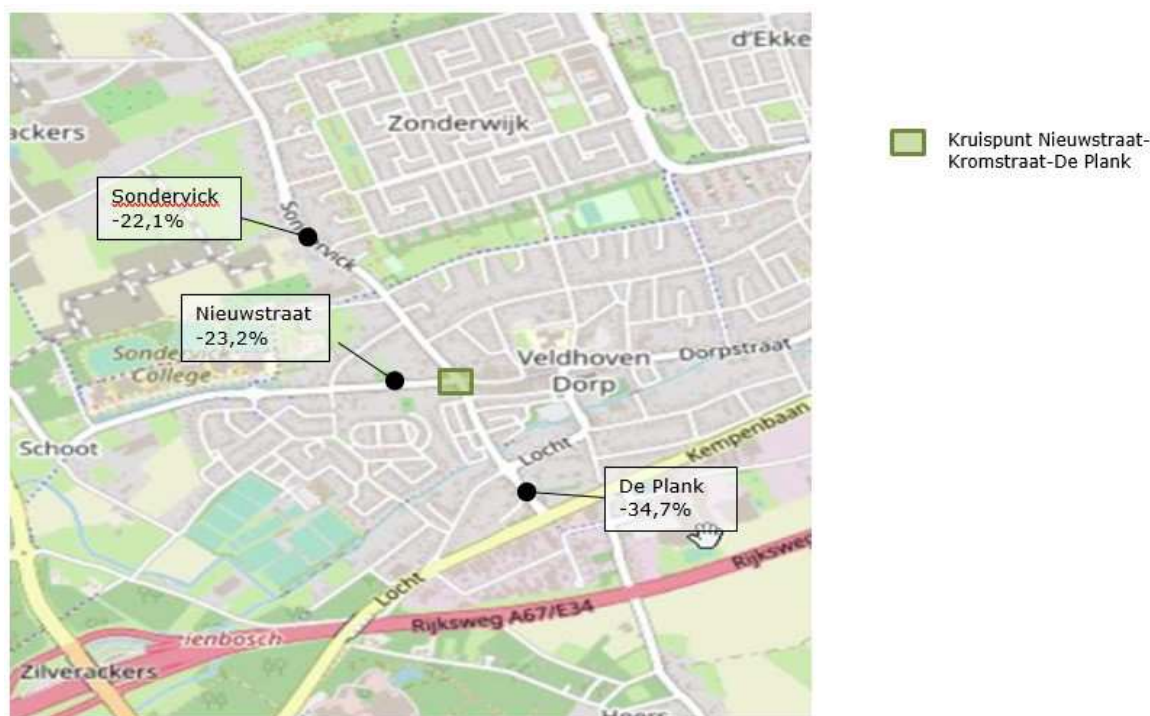 d'Ekke
ackers
Zonderwijk
Kruispunt Nieuwstraat-
Kromstraat-De Plank
Sondervick
-22,1%
Sondervick
Nieuwstraat
-23,2%
Sondervick
College
Veldhoven
Dorp
Dorpstraat
Schoot
Locht
Kempenbaan
De Plank
-34,7%
Rijksweg
Locht
Rijksweg A67/E34
ienbosch
Zilverackers
Heers